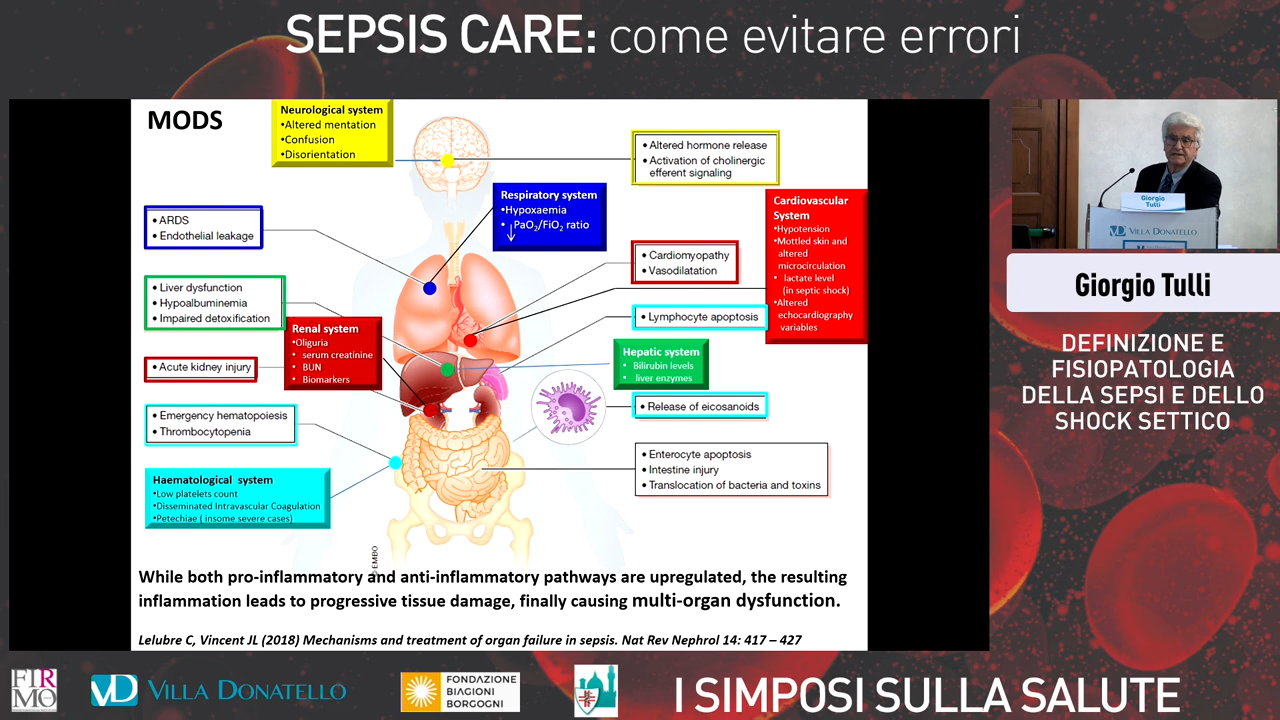 SEPSIS CARE: come evitare errori
MODS
Neurological system
•Altered mentation
•Confusion
•Disorientation
• Altered hormone release
• Activation of cholinergic
efferent signaling
Respiratory system
•Hypoxaemia
• ↓ PaO2/FiO2 ratio
Cardiovascular
System
•Hypotension
•Mottled skin and
altered
microcirculation
• lactate level
(in septic shock)
•Altered
echocardiography
variables
• ARDS
• Endothelial leakage
• Cardiomyopathy
• Vasodilatation
• Liver dysfunction
• Hypoalbuminemia
• Impaired detoxification
• Lymphocyte apoptosis
Renal system
•Oliguria
• serum creatinine
• BUN
• Biomarkers
Hepatic system
• Bilirubin levels
• liver enzymes
• Acute kidney injury
• Release of eicosanoids
• Emergency hematopoiesis
• Thrombocytopenia
• Enterocyte apoptosis
• Intestine injury
• Translocation of bacteria and toxins
Haematological system
•Low platelets count
•Disseminated Intravascular Coagulation
•Petechiae ( insome severe cases)
© EMBO
While both pro-inflammatory and anti-inflammatory pathways are upregulated, the resulting
inflammation leads to progressive tissue damage, finally causing multi-organ dysfunction.
Lelubre C, Vincent JL (2018) Mechanisms and treatment of organ failure in sepsis. Nat Rev Nephrol 14: 417 – 427
Giorgio
Tulli
VD VILLA DONATELLO
Giorgio Tulli
DEFINIZIONE E
FISIOPATOLOGIA
DELLA SEPSI E DELLO
SHOCK SETTICO
FIR
MO
VD VILLA DONATELLO
FONDAZIONE
BIAGIONI
BORGOGNI
I SIMPOSI SULLA SALUTE